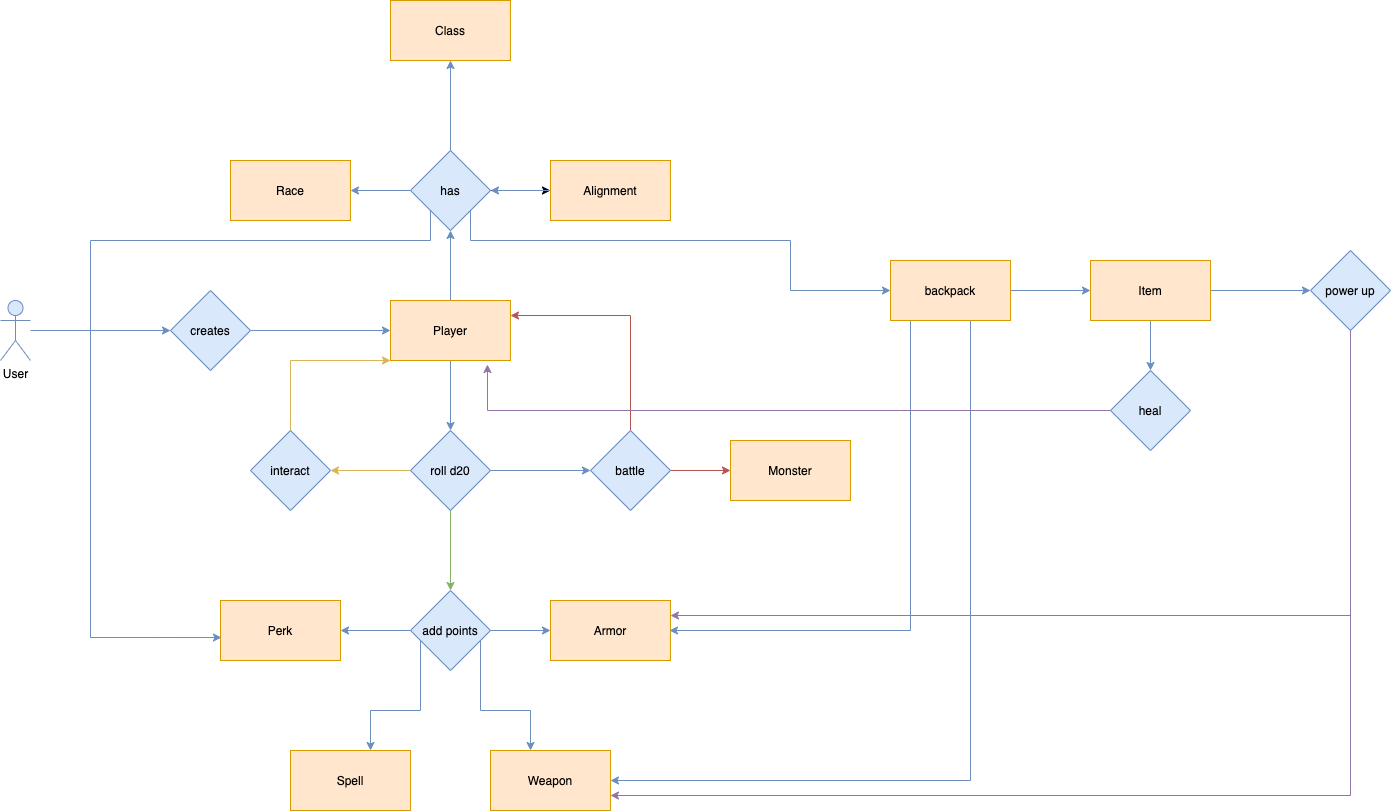 Class
Race
has
Alignment
backpack
Item
power up
creates
Player
User
heal
interact
roll d20
battle
Monster
Perk
add points
Armor
Spell
Weapon